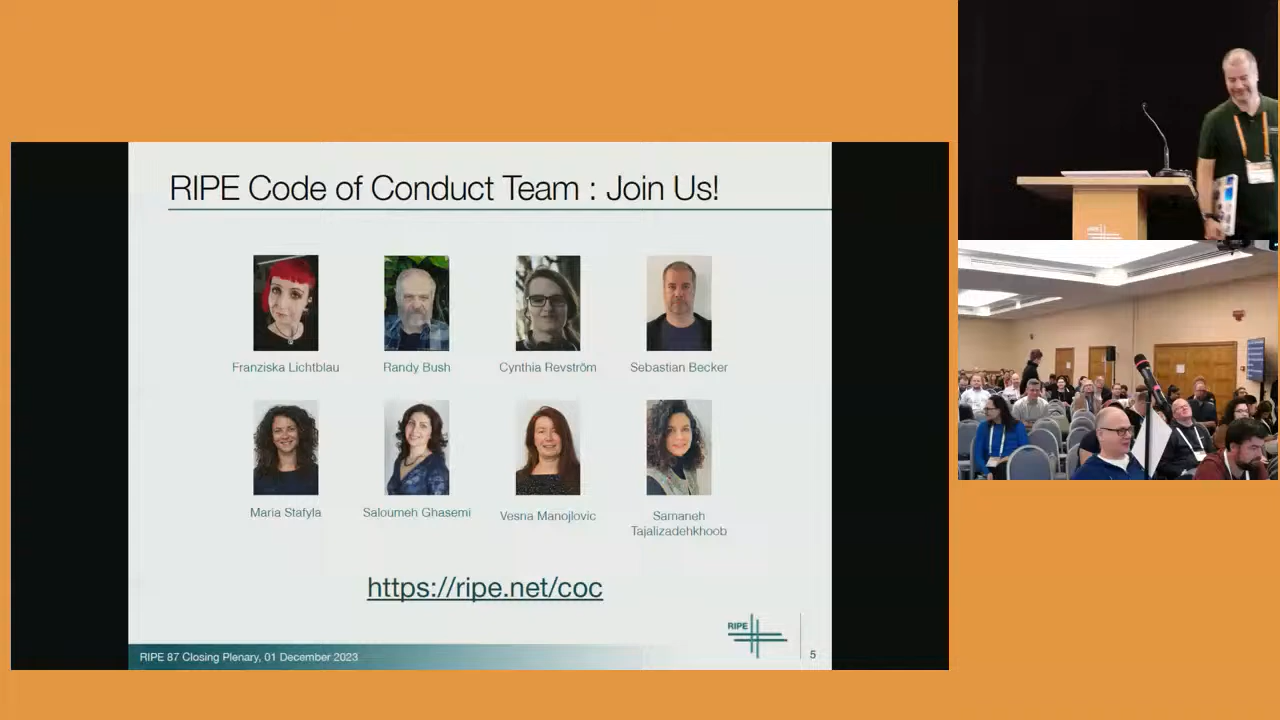 RIPE Code of Conduct Team : Join Us!
Franziska Lichtblau
Randy Bush
Cynthia Revström
Sebastian Becker
Maria Stafyla
Saloumeh Ghasemi
Vesna Manojlovic
Samaneh
Tajalizadehkhoob
https://ripe.net/coc
RIPE
RIPE 87 Closing Plenary, 01 December 2023
5